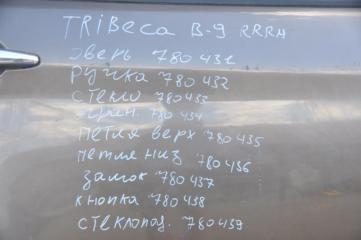 TRIBECA B-9 RRRH
дверь 780 431
ручка 780 432
стекло 780 433
780 434
петля верх 780 435
петля низ 780 436
замок 780 437
кнопка 780 438
стеклопод. 780 439